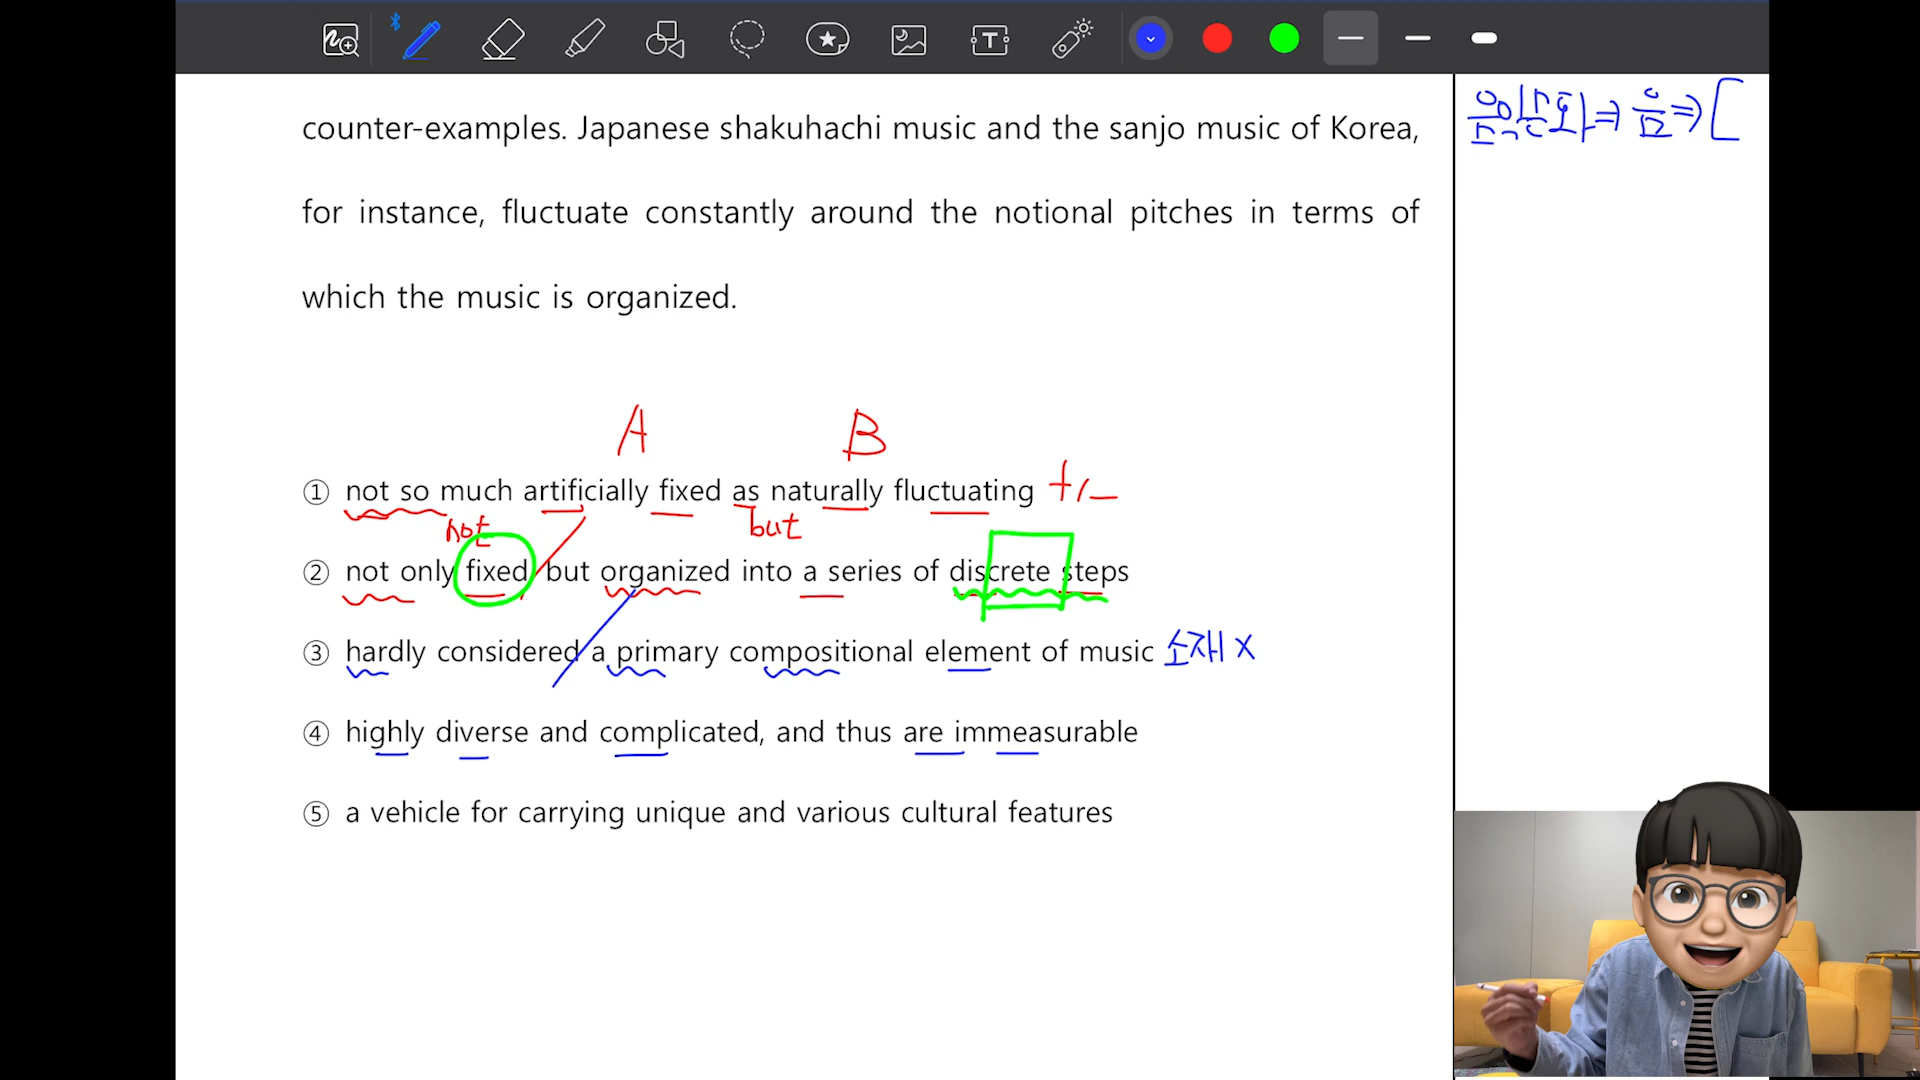 counter-examples. Japanese shakuhachi music and the sanjo music of Korea,
for instance, fluctuate constantly around the notional pitches in terms of
which the music is organized.
A B
① not so much artificially fixed as naturally fluctuating +/−
not but
② not only fixed, but organized into a series of discrete steps
③ hardly considered a primary compositional element of music 소재 X
④ highly diverse and complicated, and thus are immeasurable
⑤ a vehicle for carrying unique and various cultural features